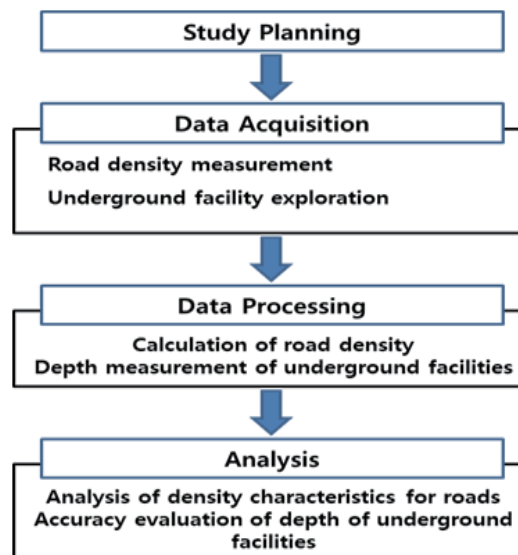 Study Planning
Data Acquisition
Road density measurement
Underground facility exploration
Data Processing
Calculation of road density
Depth measurement of underground facilities
Analysis
Analysis of density characteristics for roads
Accuracy evaluation of depth of underground
facilities